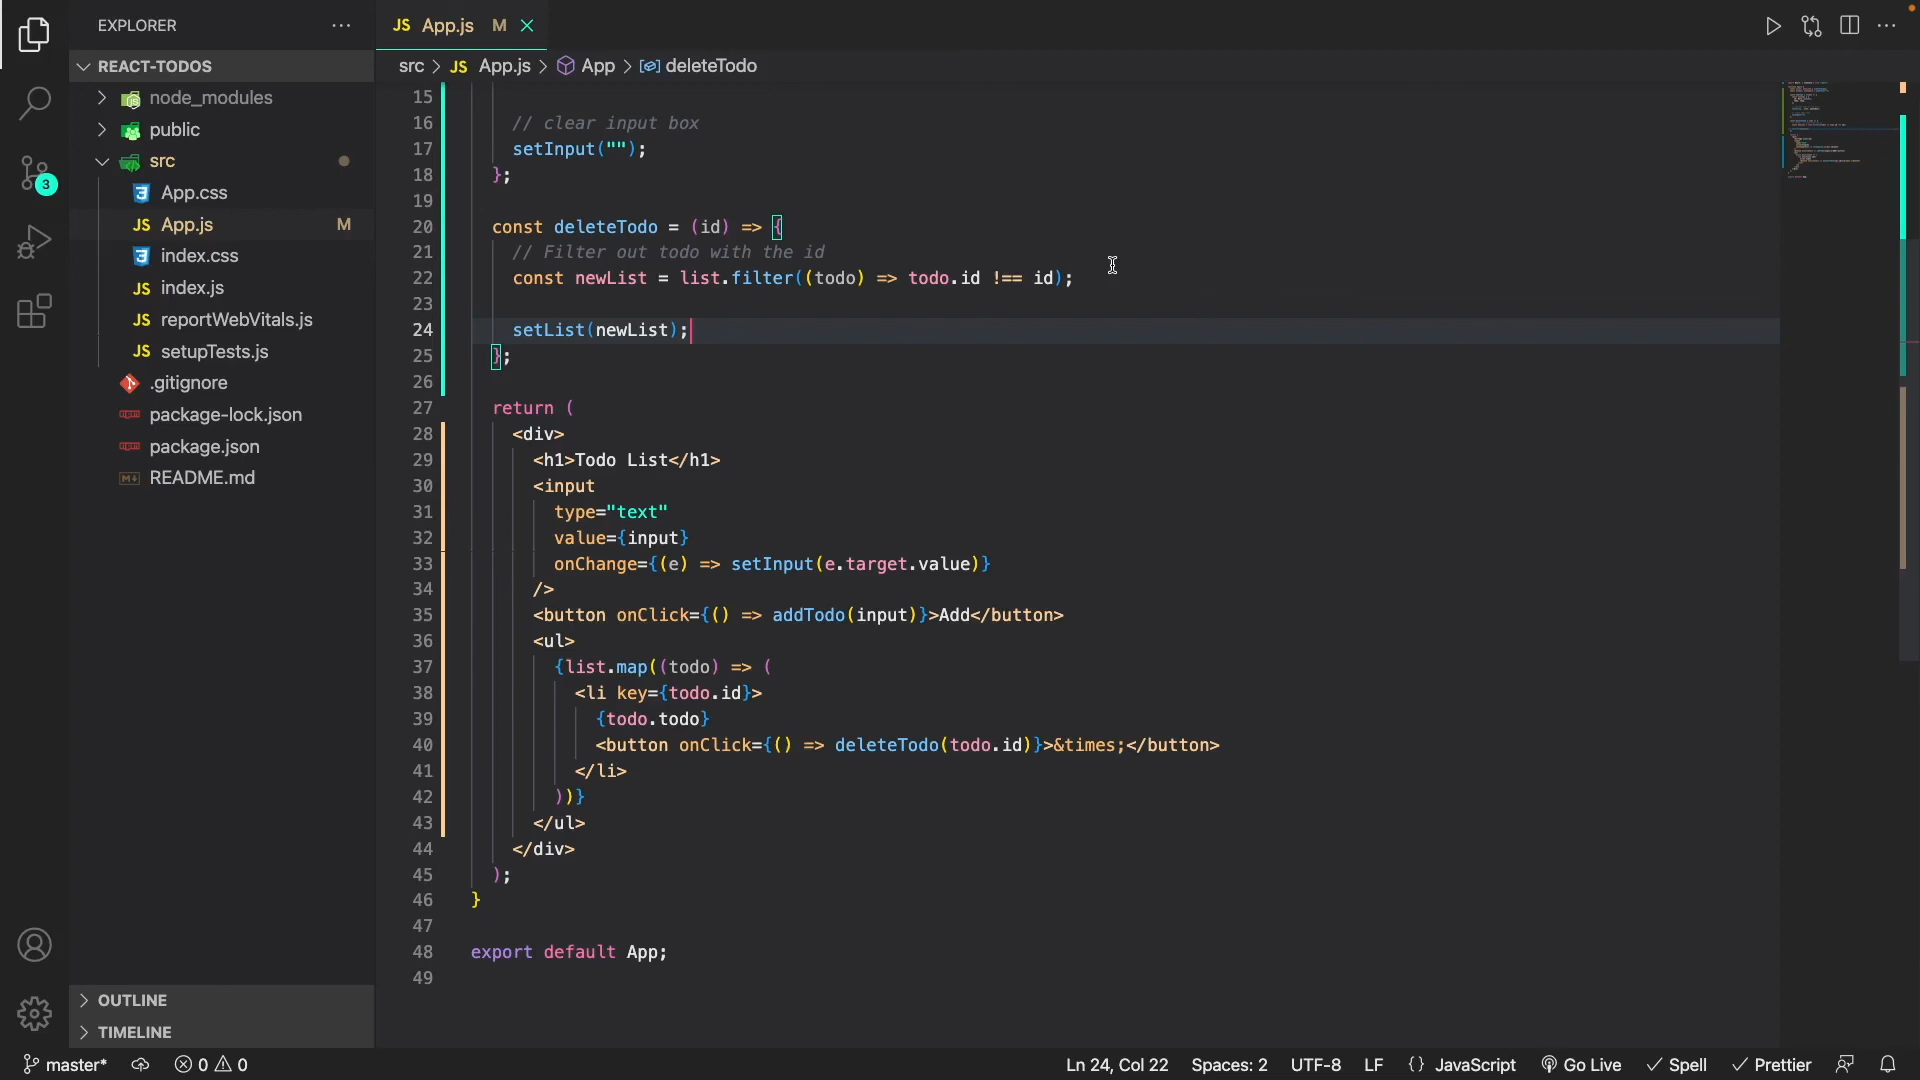 EXPLORER
JS App.js M
REACT-TODOS
src > JS App.js > App > deleteTodo
node_modules
public
src
App.css
JS App.js M
index.css
JS index.js
JS reportWebVitals.js
JS setupTests.js
.gitignore
package-lock.json
package.json
README.md
3
OUTLINE
TIMELINE
15
16 // clear input box
17 setInput("");
18 };
19
20 const deleteTodo = (id) => {
21 // Filter out todo with the id
22 const newList = list.filter((todo) => todo.id !== id);
23
24 setList(newList);
25 };
26
27 return (
28 <div>
29 <h1>Todo List</h1>
30 <input
31 type="text"
32 value={input}
33 onChange={(e) => setInput(e.target.value)}
34 />
35 <button onClick={() => addTodo(input)}>Add</button>
36 <ul>
37 {list.map((todo) => (
38 <li key={todo.id}>
39 {todo.todo}
40 <button onClick={() => deleteTodo(todo.id)}>&times;</button>
41 </li>
42 ))}
43 </ul>
44 </div>
45 );
46 }
47
48 export default App;
49
master* 0 0 Ln 24, Col 22 Spaces: 2 UTF-8 LF {} JavaScript Go Live Spell Prettier